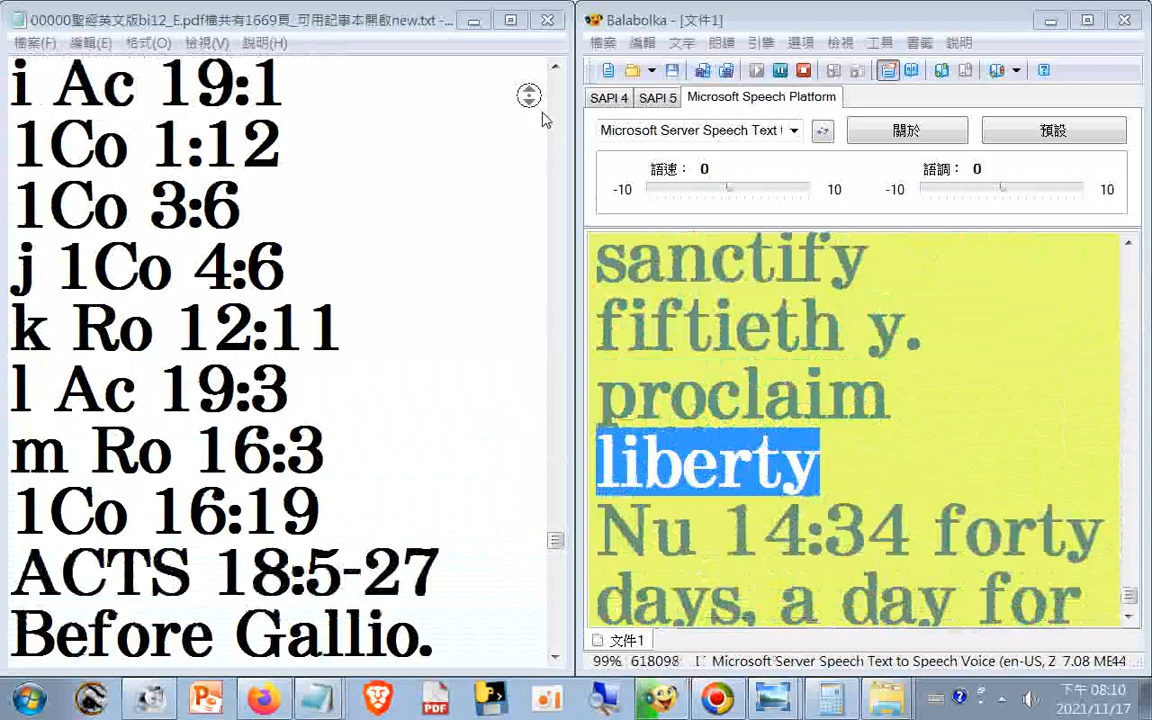 00000聖經英文版bi12_E.pdf檔共有1669頁_可用記事本開啟new.txt -...
檔案(F) 編輯(E) 格式(O) 檢視(V) 說明(H)
i Ac 19:1
1Co 1:12
1Co 3:6
j 1Co 4:6
k Ro 12:11
l Ac 19:3
m Ro 16:3
1Co 16:19
ACTS 18:5-27
Before Gallio.
Balabolka - [文件1]
檔案 編輯 文字 朗讀 引擎 選項 檢視 工具 書籤 說明
SAPI 4 SAPI 5 Microsoft Speech Platform
Microsoft Server Speech Text 關於 預設
語速： 0 語調： 0
-10 10 -10 10
sanctify
fiftieth y.
proclaim
liberty
Nu 14:34 forty
days, a day for
文件1
99% 618098 Microsoft Server Speech Text to Speech Voice (en-US, Z 7.08 ME44
PDF
下午 08:10
2021/11/17